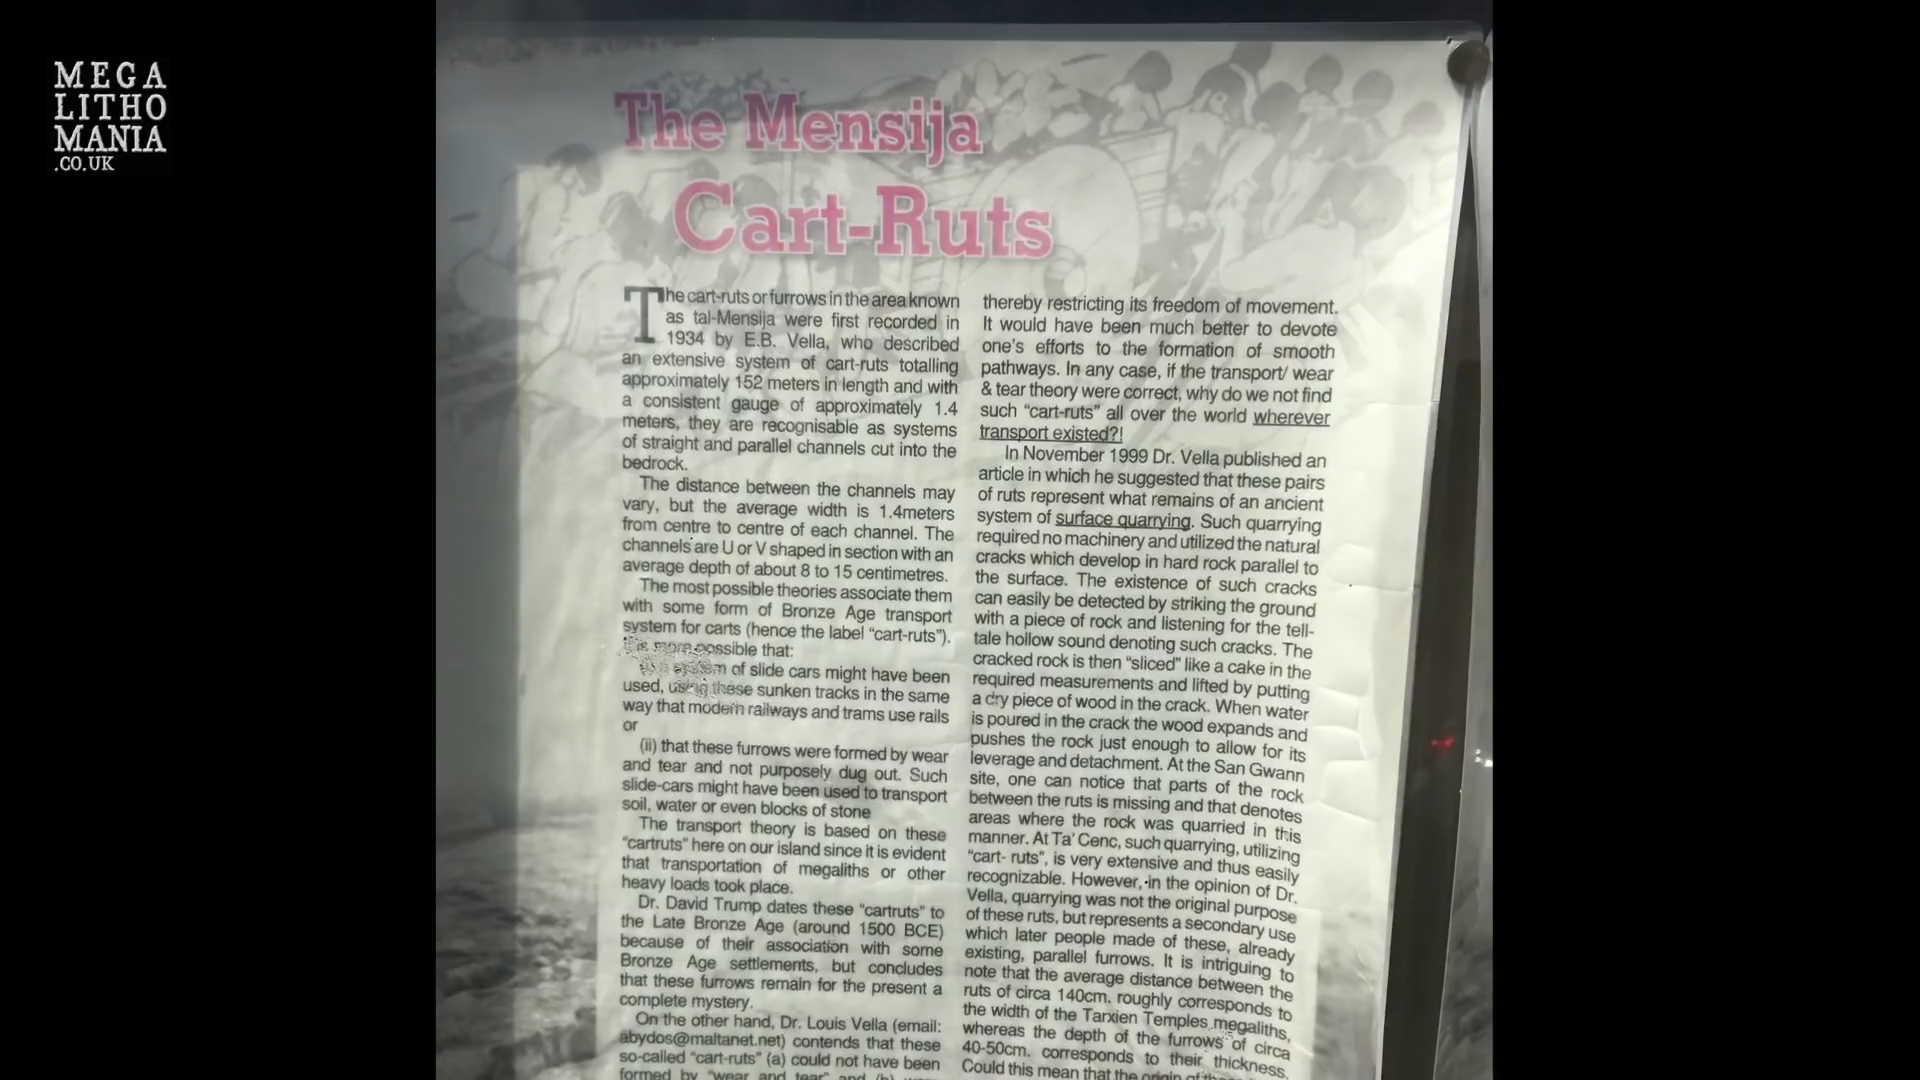 MEGA
LITHO
MANIA
.CO.UK
The Mensija
Cart-Ruts
The cart-ruts or furrows in the area known
as tal-Mensija were first recorded in
1934 by E.B. Vella, who described
an extensive system of cart-ruts totalling
approximately 152 meters in length and with
a consistent gauge of approximately 1.4
meters, they are recognisable as systems
of straight and parallel channels cut into the
bedrock.
The distance between the channels may
vary, but the average width is 1.4meters
from centre to centre of each channel. The
channels are U or V shaped in section with an
average depth of about 8 to 15 centimetres.
The most possible theories associate them
with some form of Bronze Age transport
system for carts (hence the label “cart-ruts”).
is more possible that:
system of slide cars might have been
used, using these sunken tracks in the same
way that modern railways and trams use rails
or
(ii) that these furrows were formed by wear
and tear and not purposely dug out. Such
slide-cars might have been used to transport
soil, water or even blocks of stone
The transport theory is based on these
“cartruts” here on our island since it is evident
that transportation of megaliths or other
heavy loads took place.
Dr. David Trump dates these “cartruts” to
the Late Bronze Age (around 1500 BCE)
because of their association with some
Bronze Age settlements, but concludes
that these furrows remain for the present a
complete mystery.
On the other hand, Dr. Louis Vella (email:
abydos@maltanet.net) contends that these
so-called “cart-ruts” (a) could not have been
formed by “wear and tear” and (b)
thereby restricting its freedom of movement.
It would have been much better to devote
one's efforts to the formation of smooth
pathways. In any case, if the transport/ wear
& tear theory were correct, why do we not find
such “cart-ruts” all over the world wherever
transport existed?!
In November 1999 Dr. Vella published an
article in which he suggested that these pairs
of ruts represent what remains of an ancient
system of surface quarrying. Such quarrying
required no machinery and utilized the natural
cracks which develop in hard rock parallel to
the surface. The existence of such cracks
can easily be detected by striking the ground
with a piece of rock and listening for the tell-
tale hollow sound denoting such cracks. The
cracked rock is then “sliced” like a cake in the
required measurements and lifted by putting
a dry piece of wood in the crack. When water
is poured in the crack the wood expands and
pushes the rock just enough to allow for its
leverage and detachment. At the San Gwann
site, one can notice that parts of the rock
between the ruts is missing and that denotes
areas where the rock was quarried in this
manner. At Ta' Cenc, such quarrying, utilizing
“cart- ruts”, is very extensive and thus easily
recognizable. However, in the opinion of Dr.
Vella, quarrying was not the original purpose
of these ruts, but represents a secondary use
which later people made of these, already
existing, parallel furrows. It is intriguing to
note that the average distance between the
ruts of circa 140cm. roughly corresponds to
the width of the Tarxien Temples megaliths,
whereas the depth of the furrows of circa
40-50cm. corresponds to their thickness.
Could this mean that the origin of